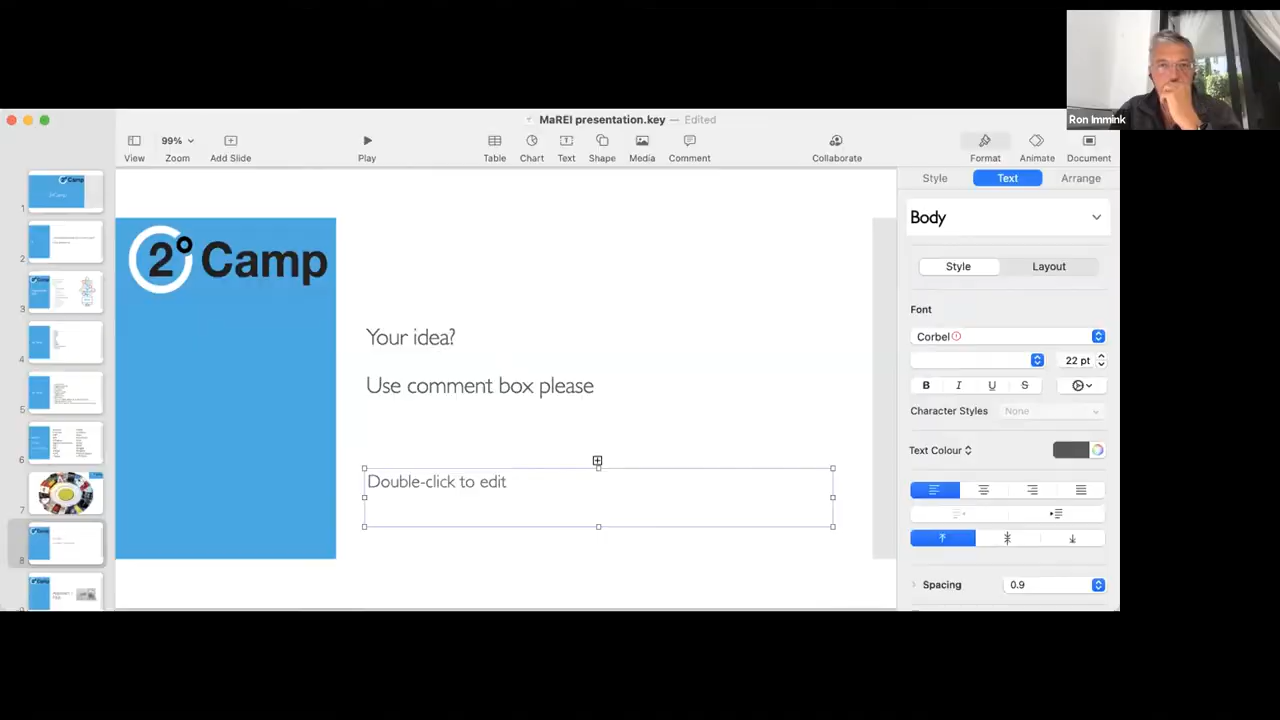 Ron Immink
MaREI presentation.key — Edited
99%
View Zoom Add Slide Play Table Chart Text Shape Media Comment Collaborate Format Animate Document
Style Text Arrange
Body
Style Layout
Font
Corbel
22 pt
B I U S
Character Styles None
Text Colour
Spacing 0.9
2° Camp
Your idea?
Use comment box please
Double-click to edit
1
2
3
4
5
6
7
8